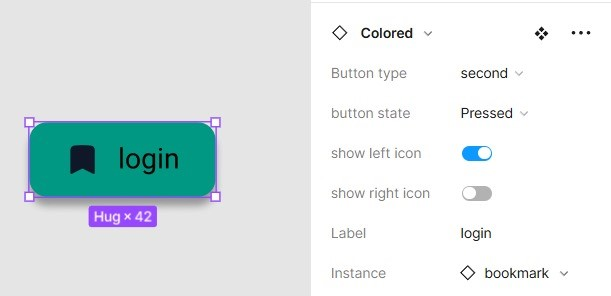 login
Hug × 42
Colored
Button type second
button state Pressed
show left icon
show right icon
Label login
Instance bookmark